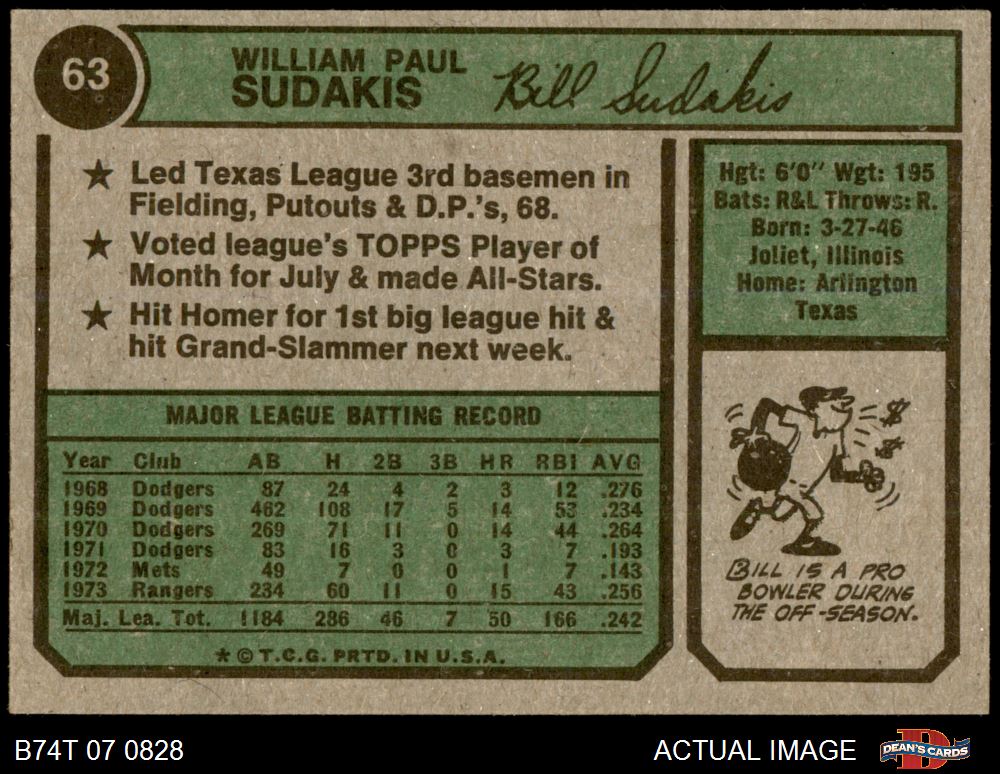 63
WILLIAM PAUL
SUDAKIS
Bill Sudakis
★ Led Texas League 3rd basemen in
Fielding, Putouts & D.P.'s, 68.
★ Voted league's TOPPS Player of
Month for July & made All-Stars.
★ Hit Homer for 1st big league hit &
hit Grand-Slammer next week.
Hgt: 6'0" Wgt: 195
Bats: R&L Throws: R.
Born: 3-27-46
Joliet, Illinois
Home: Arlington
Texas
MAJOR LEAGUE BATTING RECORD
Year Club AB H 2B 3B HR RBI AVG
1968 Dodgers 87 24 4 2 3 12 .276
1969 Dodgers 462 108 17 5 14 53 .234
1970 Dodgers 269 71 11 0 14 44 .264
1971 Dodgers 83 16 3 0 3 7 .193
1972 Mets 49 7 0 0 1 7 .143
1973 Rangers 234 60 11 0 15 43 .256
Maj. Lea. Tot. 1184 286 46 7 50 166 .242
★ © T.C.G. PRTD. IN U.S.A.
$
$
BILL IS A PRO
BOWLER DURING
THE OFF-SEASON.
B74T 07 0828
ACTUAL IMAGE
DEAN'S CARDS